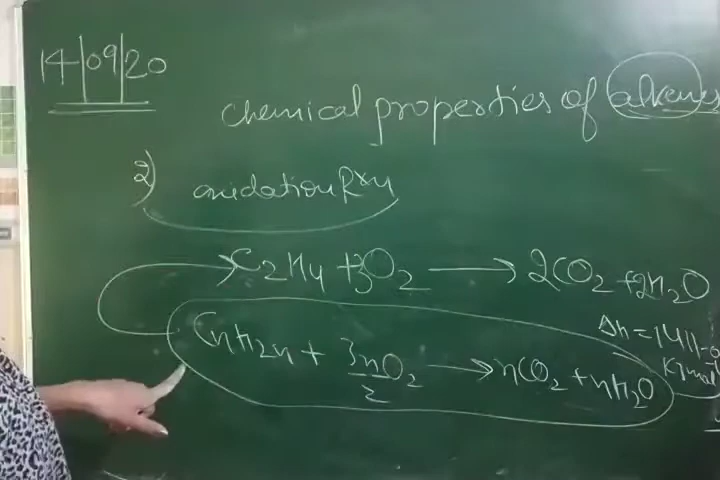 14|09|20
chemical properties of alkenes
2) oxidation Rxn
C2H4 + 3O2 → 2CO2 + 2H2O
CnH2n + 3n/2 O2 → nCO2 + nH2O
Δh = 1411-0